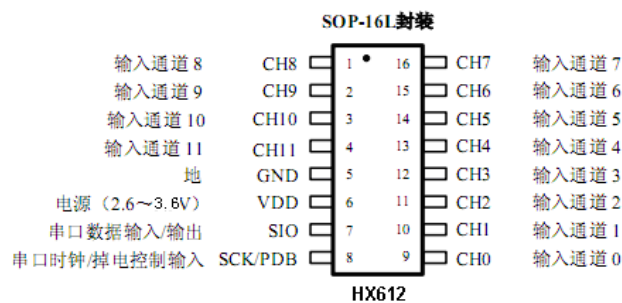 SOP-16L封装
输入通道 8 CH8 1 16 CH7 输入通道 7
输入通道 9 CH9 2 15 CH6 输入通道 6
输入通道 10 CH10 3 14 CH5 输入通道 5
输入通道 11 CH11 4 13 CH4 输入通道 4
地 GND 5 12 CH3 输入通道 3
电源（2.6～3.6V） VDD 6 11 CH2 输入通道 2
串口数据输入/输出 SIO 7 10 CH1 输入通道 1
串口时钟/掉电控制输入 SCK/PDB 8 9 CH0 输入通道 0
HX612